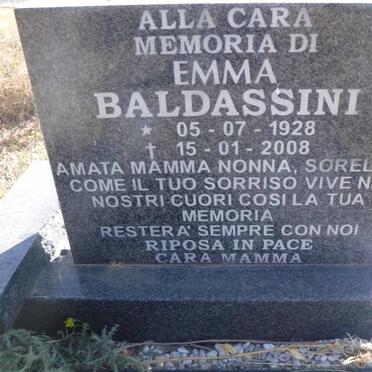 ALLA CARA
MEMORIA DI
EMMA
BALDASSINI
★ 05 - 07 - 1928
† 15 - 01 - 2008
AMATA MAMMA NONNA,
COME IL TUO SORRISO VIVE
NOSTRI CUORI COSI LA TUA
MEMORIA
RESTERA' SEMPRE CON NOI
RIPOSA IN PACE
CARA MAMMA